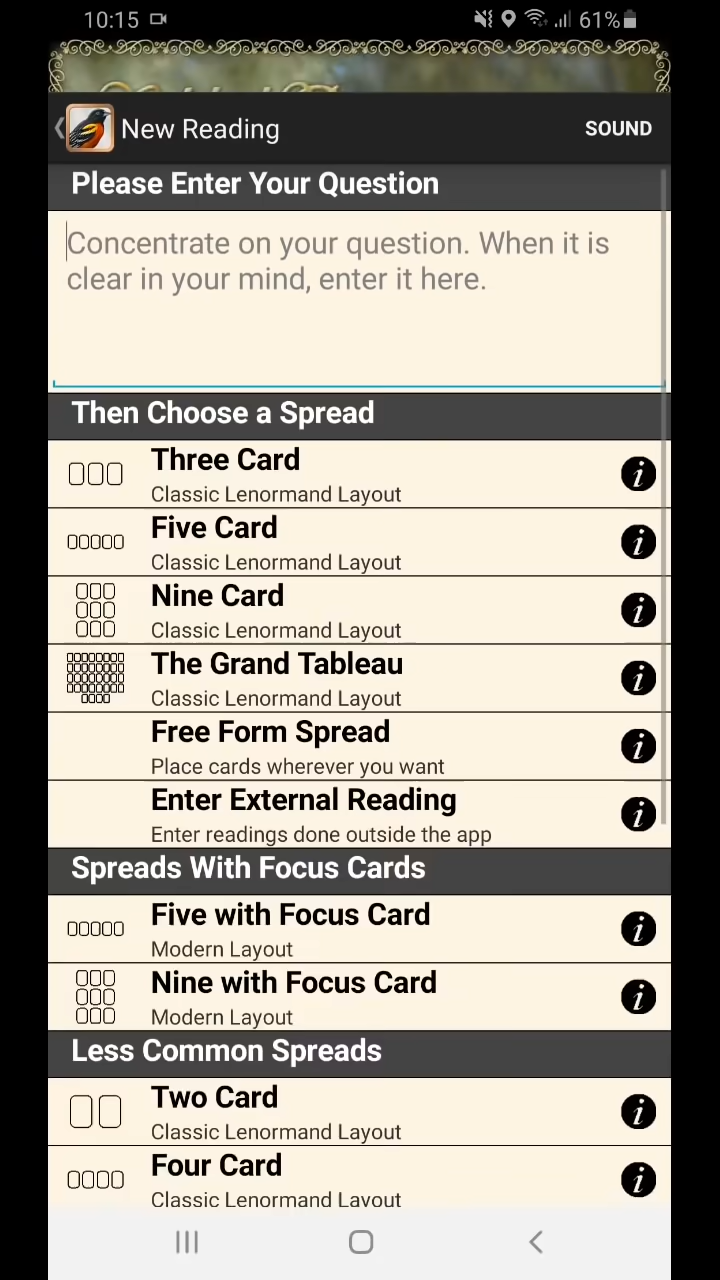 10:15
61%
New Reading
SOUND
Please Enter Your Question
Concentrate on your question. When it is
clear in your mind, enter it here.
Then Choose a Spread
Three Card
Classic Lenormand Layout
Five Card
Classic Lenormand Layout
Nine Card
Classic Lenormand Layout
The Grand Tableau
Classic Lenormand Layout
Free Form Spread
Place cards wherever you want
Enter External Reading
Enter readings done outside the app
Spreads With Focus Cards
Five with Focus Card
Modern Layout
Nine with Focus Card
Modern Layout
Less Common Spreads
Two Card
Classic Lenormand Layout
Four Card
Classic Lenormand Layout